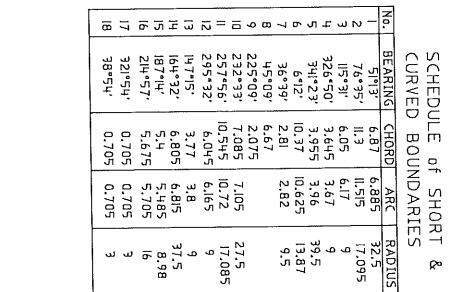 SCHEDULE of SHORT &
CURVED BOUNDARIES
No. BEARING CHORD ARC RADIUS
1 51°13' 6.87 6.885 32.5
2 76°35' 11.3 11.515 17.095
3 115°31' 6.05 6.17 9
4 326°50' 3.645 3.67 9
5 341°23' 3.955 3.96 39.5
6 6°12' 10.37 10.625 13.87
7 36°39' 2.81 2.82 9.5
8 45°09' 6.67
9 225°09' 2.075
10 232°33' 7.085 7.105 27.5
11 257°56' 10.545 10.72 17.085
12 295°32' 6.045 6.165 9
13 147°15' 3.77 3.8 9
14 164°32' 6.805 6.815 37.5
15 187°14' 5.4 5.485 8.98
16 214°57' 5.675 5.705 16
17 321°54' 0.705 0.705 3
18 38°54' 0.705 0.705 3